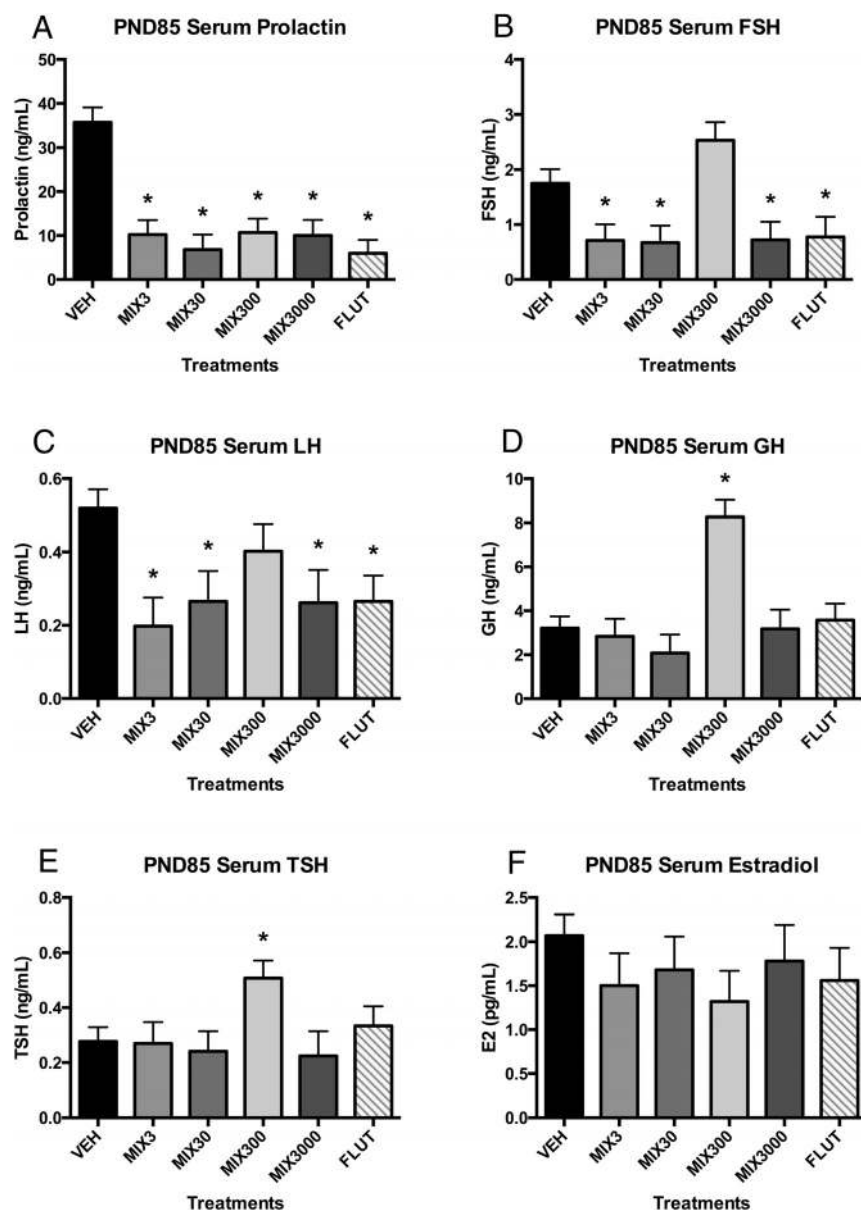 A
PND85 Serum Prolactin
Prolactin (ng/mL)
50
40
30
20
10
0
*
*
*
*
*
VEH
MIX3
MIX30
MIX300
MIX3000
FLUT
Treatments
B
PND85 Serum FSH
FSH (ng/mL)
4
3
2
1
0
*
*
*
*
VEH
MIX3
MIX30
MIX300
MIX3000
FLUT
Treatments
C
PND85 Serum LH
LH (ng/mL)
0.6
0.4
0.2
0.0
*
*
*
*
VEH
MIX3
MIX30
MIX300
MIX3000
FLUT
Treatments
D
PND85 Serum GH
GH (ng/mL)
10
8
6
4
2
0
*
VEH
MIX3
MIX30
MIX300
MIX3000
FLUT
Treatments
E
PND85 Serum TSH
TSH (ng/mL)
0.8
0.6
0.4
0.2
0.0
*
VEH
MIX3
MIX30
MIX300
MIX3000
FLUT
Treatments
F
PND85 Serum Estradiol
E2 (pg/mL)
2.5
2.0
1.5
1.0
0.5
0.0
VEH
MIX3
MIX30
MIX300
MIX3000
FLUT
Treatments